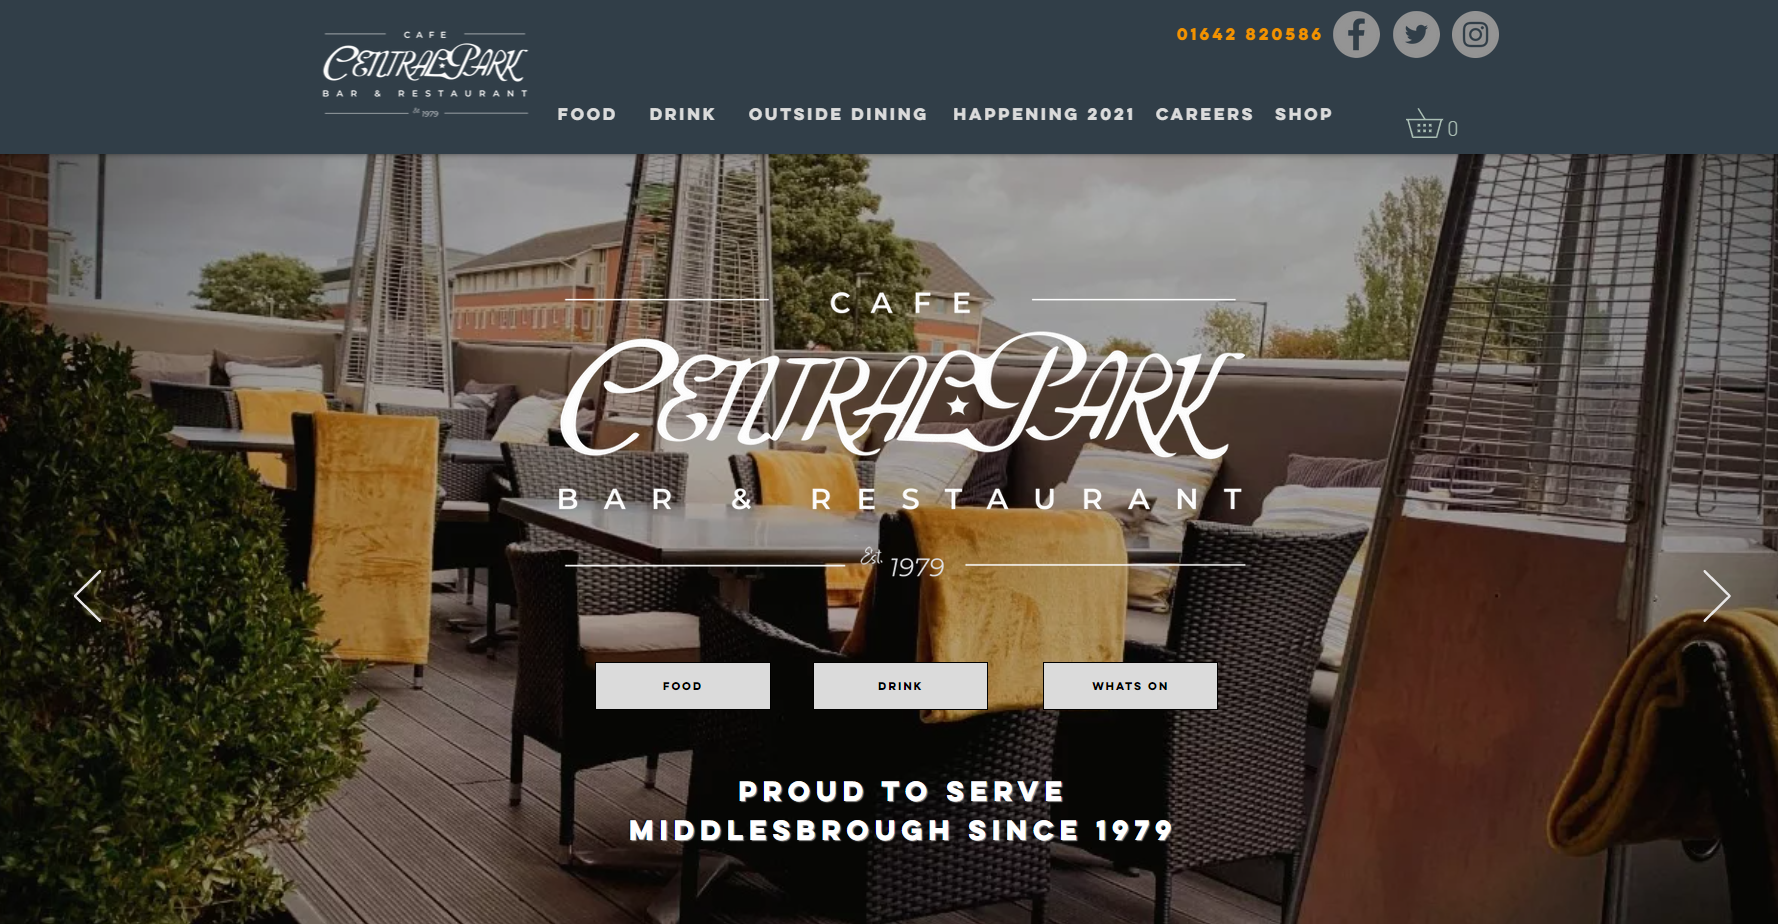 CAFE
CENTRAL PARK
BAR & RESTAURANT
Est. 1979
01642 820586
FOOD DRINK OUTSIDE DINING HAPPENING 2021 CAREERS SHOP
0
CAFE
CENTRAL PARK
BAR & RESTAURANT
Est. 1979
FOOD DRINK WHATS ON
PROUD TO SERVE
MIDDLESBROUGH SINCE 1979